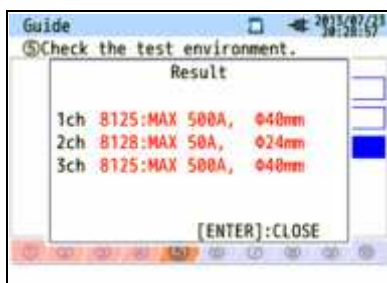 Guide
⑤Check the test environment.
Result
1ch 8125:MAX 500A, Φ40mm
2ch 8128:MAX 50A, Φ24mm
3ch 8125:MAX 500A, Φ40mm
[ENTER]:CLOSE